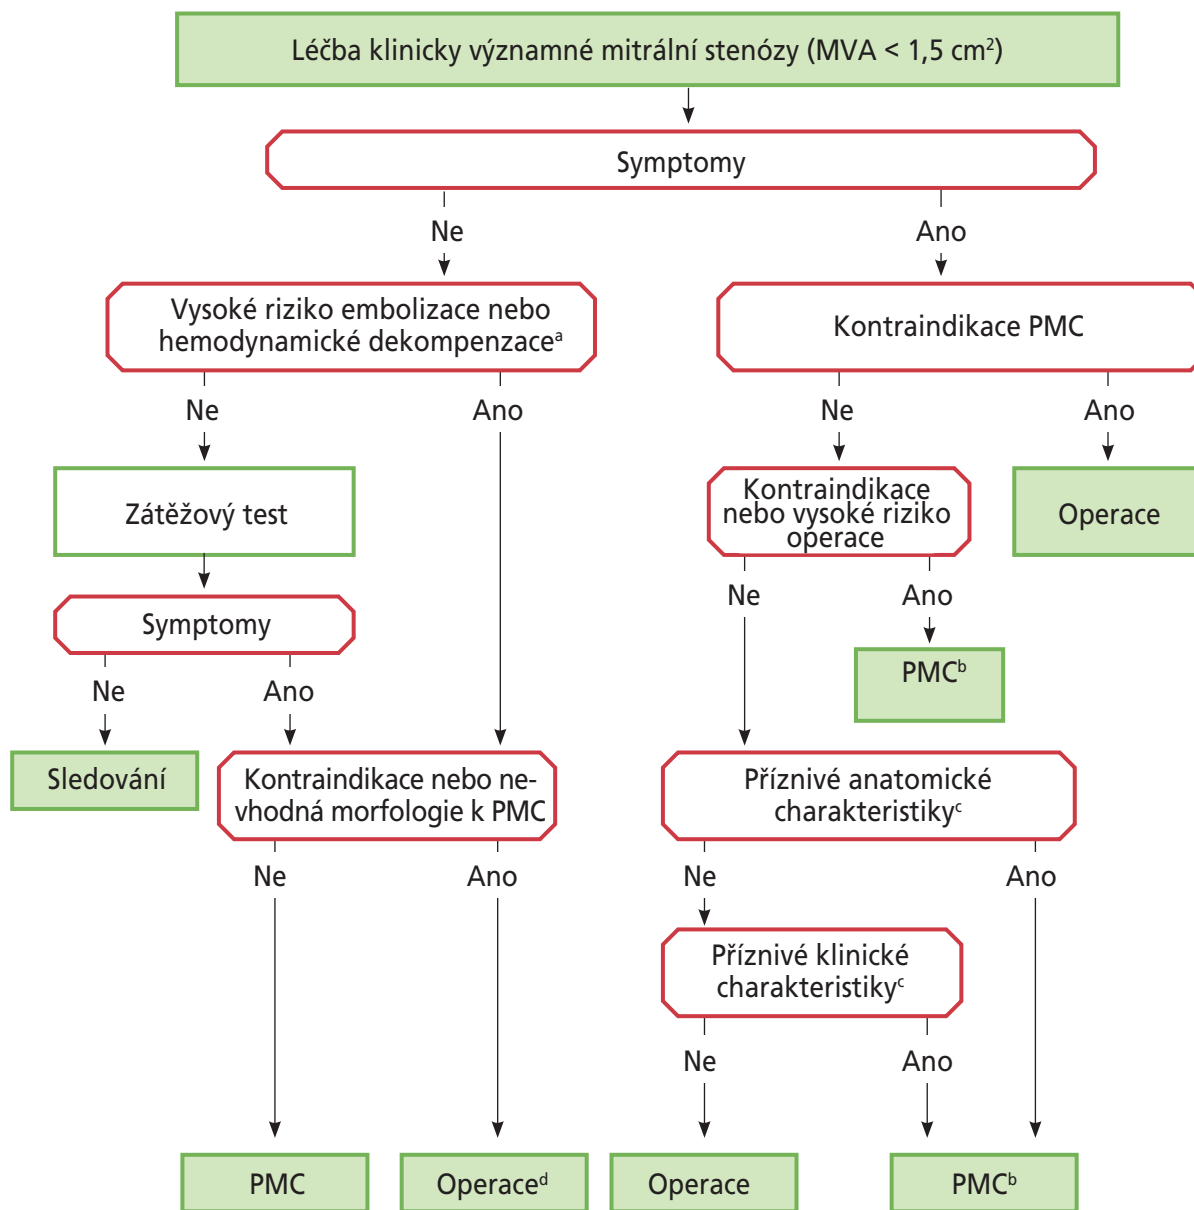 Léčba klinicky významné mitrální stenózy (MVA < 1,5 cm²)
Symptomy
Ne
Ano
Vysoké riziko embolizace nebo
hemodynamické dekompenzaceᵃ
Kontraindikace PMC
Ne
Ano
Ne
Ano
Zátěžový test
Kontraindikace
nebo vysoké riziko
operace
Operace
Ne
Ano
Symptomy
PMCᵇ
Ne
Ano
Sledování
Kontraindikace nebo ne-
vhodná morfologie k PMC
Příznivé anatomické
charakteristikyᶜ
Ne
Ano
Ne
Ano
Příznivé klinické
charakteristikyᶜ
Ne
Ano
PMC
Operaceᵈ
Operace
PMCᵇ